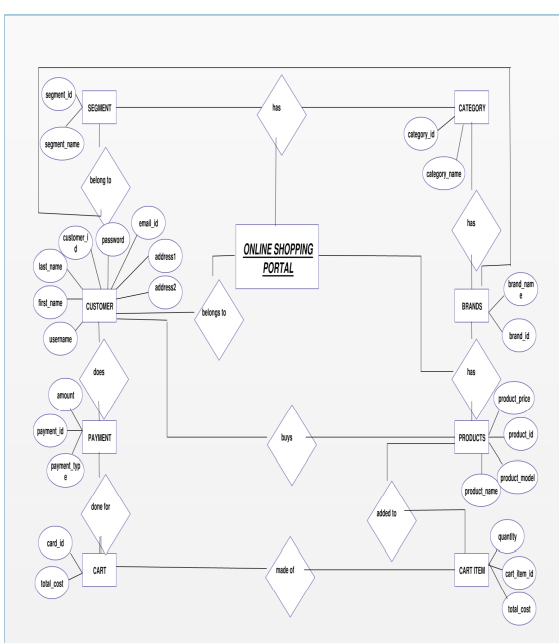 segment_id
SEGMENT
has
CATEGORY
category_id
segment_name
category_name
belong to
email_id
customer_i
d
password
has
ONLINE SHOPPING
PORTAL
address1
last_name
address2
brand_nam
e
first_name
CUSTOMER
belongs to
BRANDS
username
brand_id
does
has
amount
product_price
payment_id
PAYMENT
buys
PRODUCTS
product_id
payment_typ
e
product_model
product_name
done for
added to
card_id
quantity
CART
made of
CART ITEM
cart_item_id
total_cost
total_cost